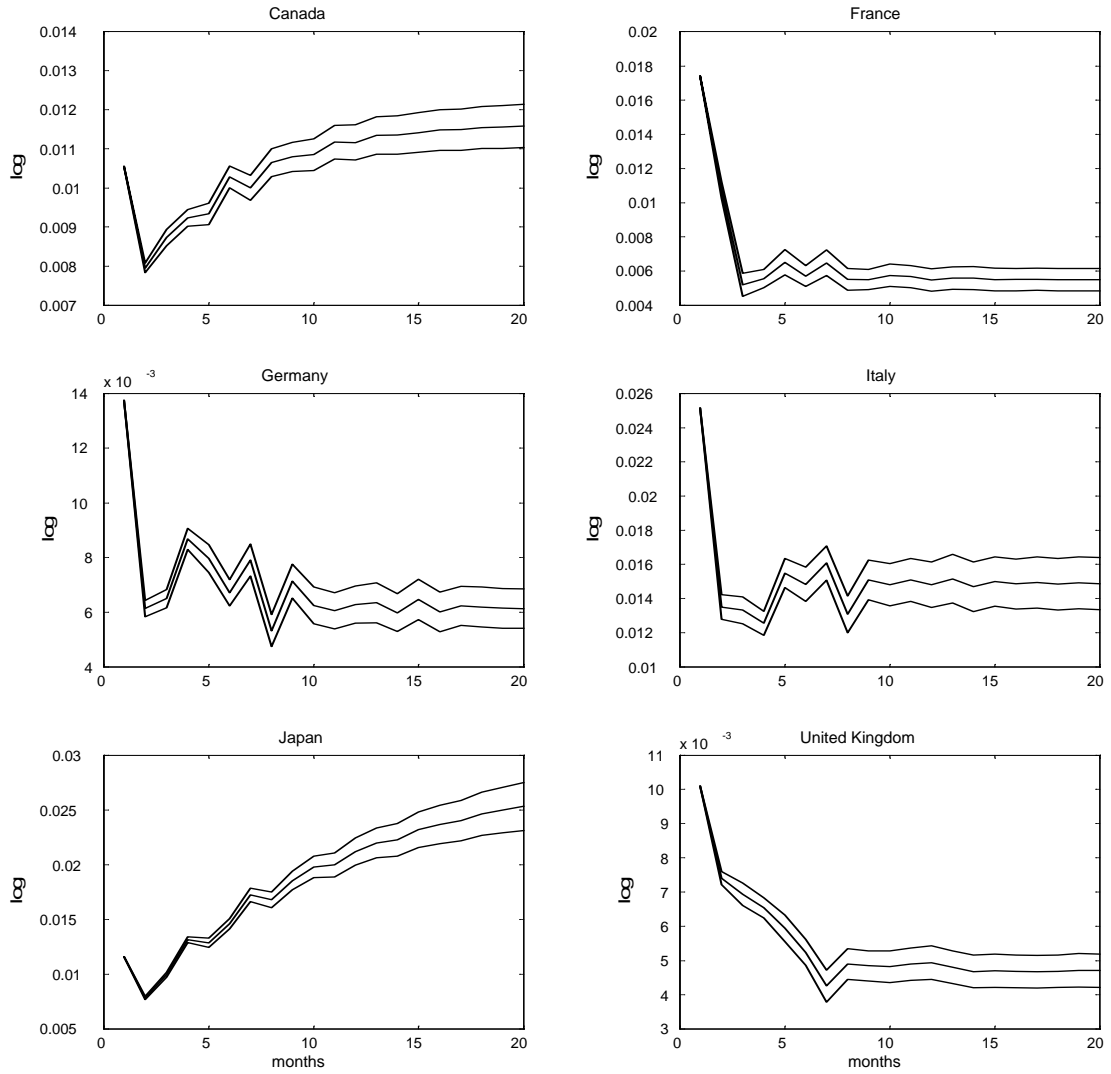 Canada
0.014
0.013
0.012
0.011
0.01
0.009
0.008
0.007
log
0 5 10 15 20
France
0.02
0.018
0.016
0.014
0.012
0.01
0.008
0.006
0.004
log
0 5 10 15 20
x 10 -3
Germany
14
12
10
8
6
4
log
0 5 10 15 20
Italy
0.026
0.024
0.022
0.02
0.018
0.016
0.014
0.012
0.01
log
0 5 10 15 20
Japan
0.03
0.025
0.02
0.015
0.01
0.005
log
0 5 10 15 20
months
x 10 -3
United Kingdom
11
10
9
8
7
6
5
4
3
log
0 5 10 15 20
months